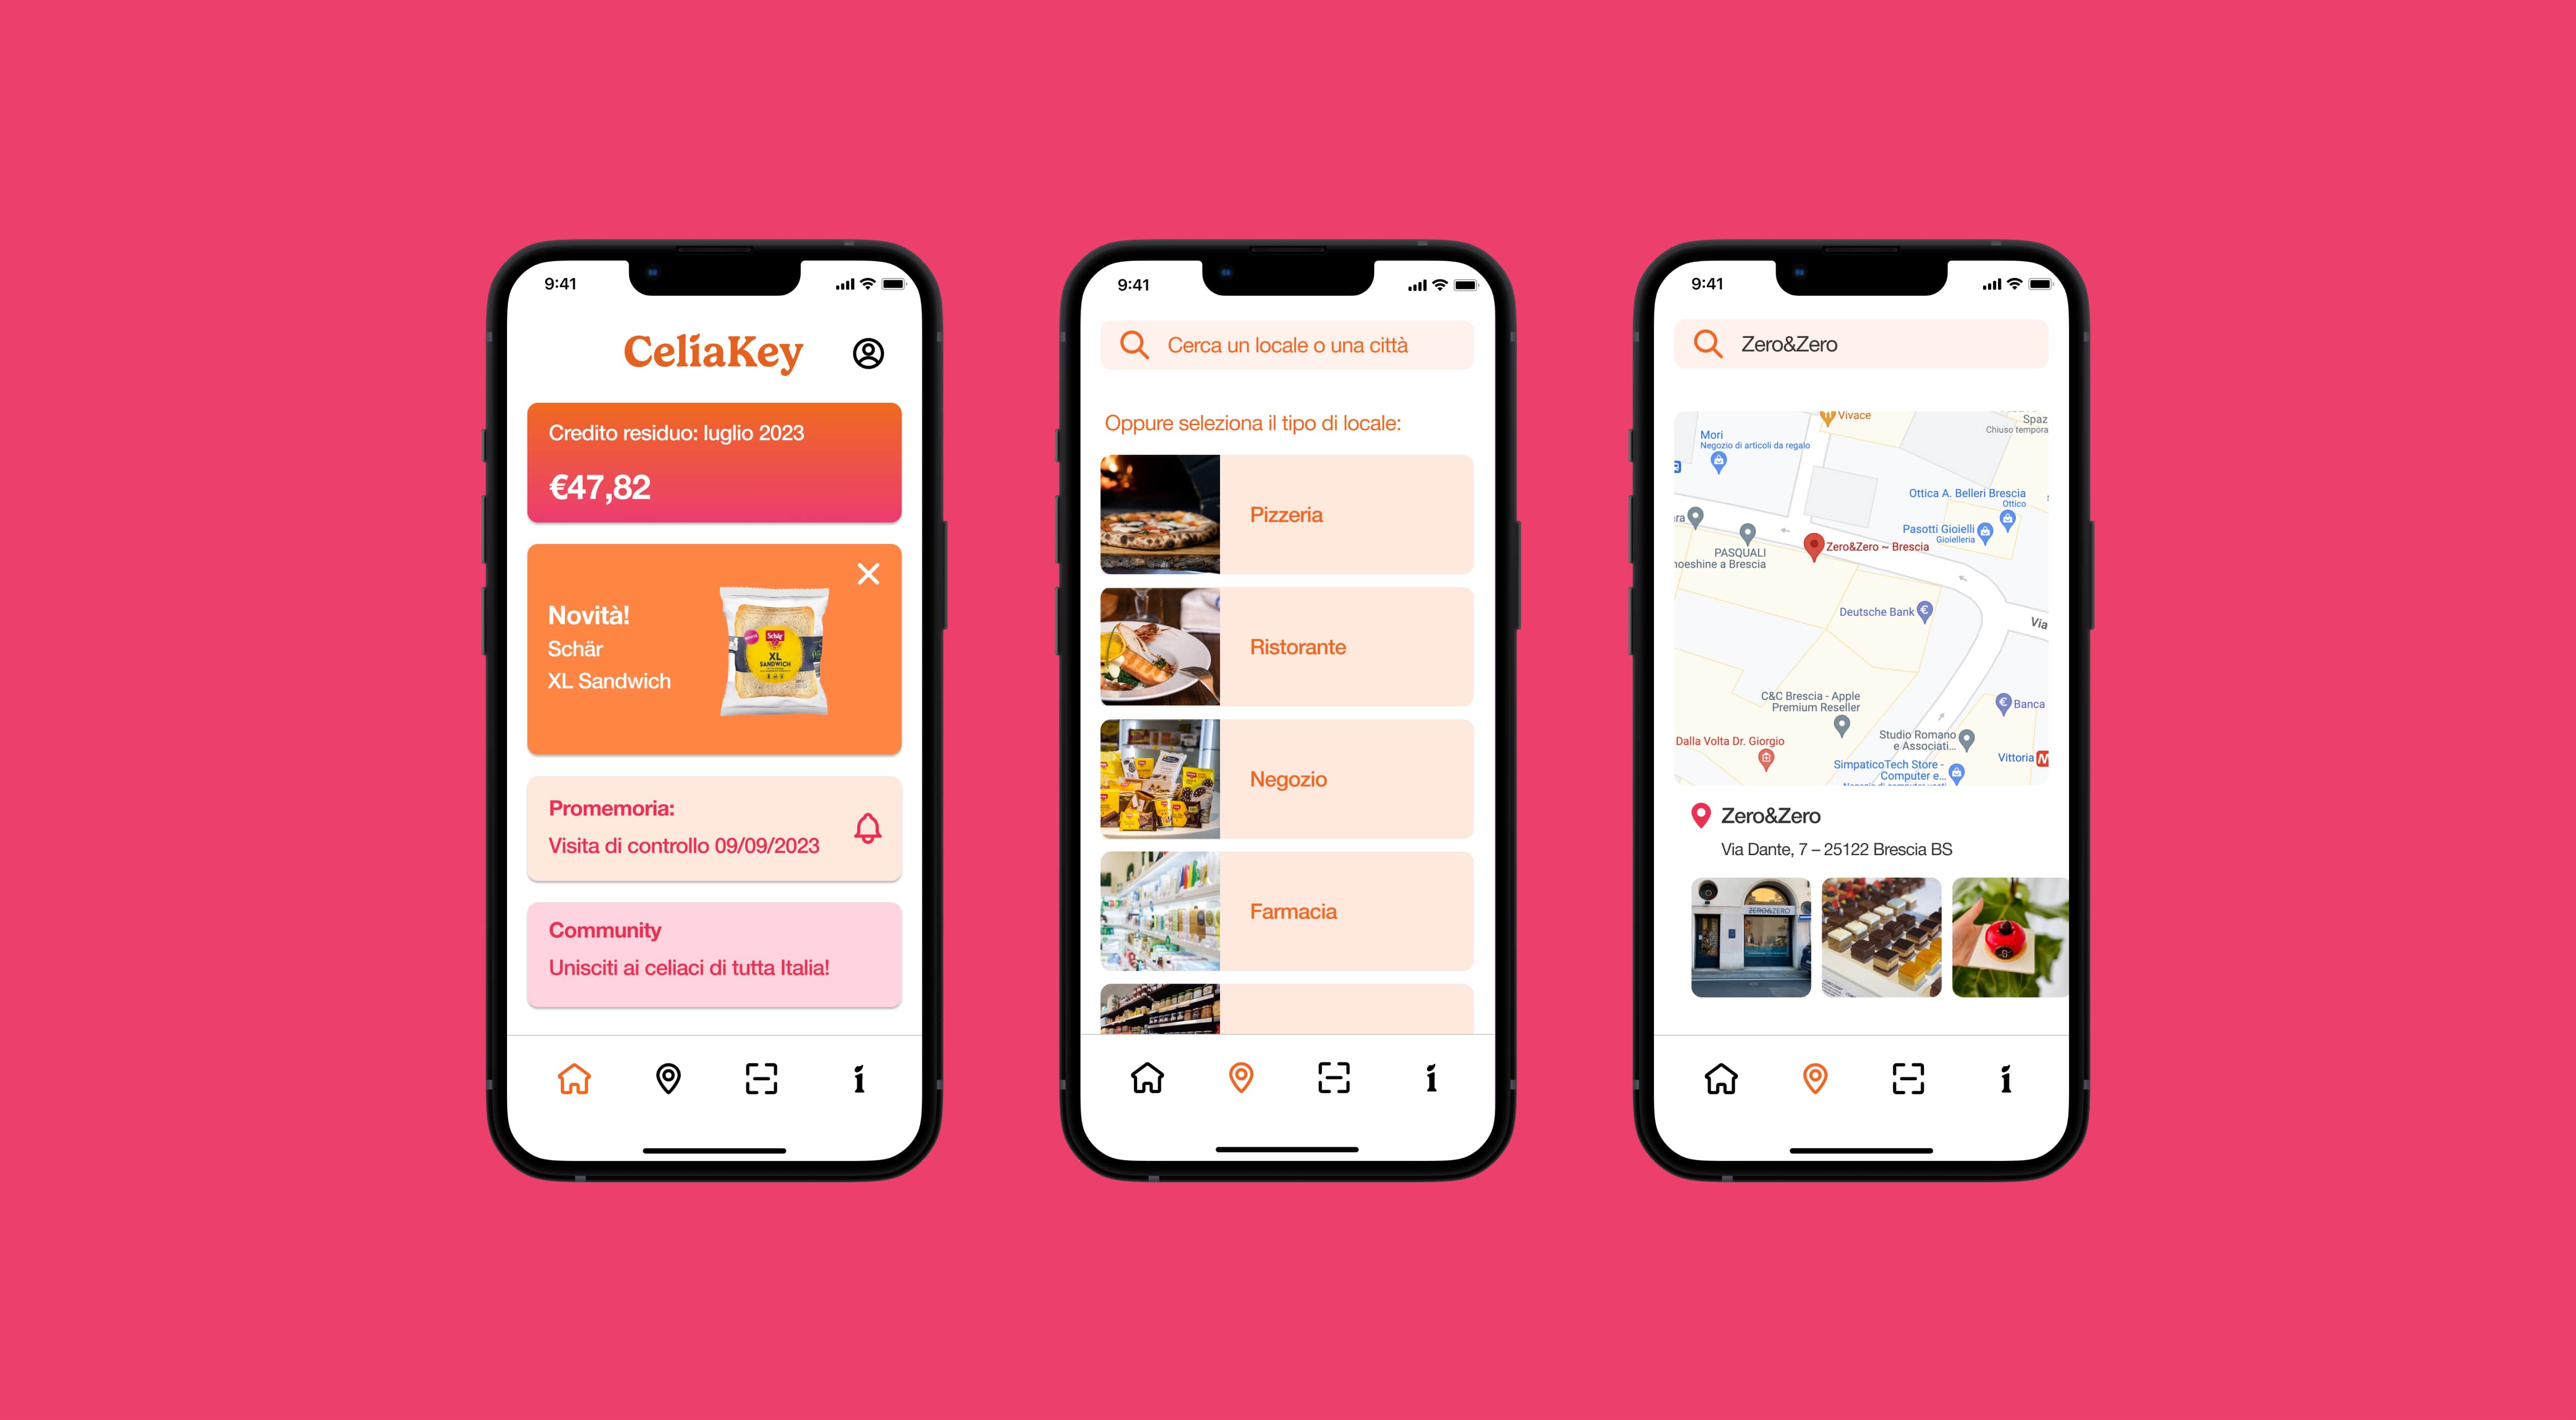 9:41
CeliaKey
Credito residuo: luglio 2023
€47,82
Novità!
Schär
XL Sandwich
Schär
XL
SANDWICH
Promemoria:
Visita di controllo 09/09/2023
Community
Unisciti ai celiaci di tutta Italia!
9:41
Cerca un locale o una città
Oppure seleziona il tipo di locale:
Pizzeria
Ristorante
Negozio
Farmacia
9:41
Zero&Zero
Vivace
Spaz
Chiuso tempora
Mori
Negozio di articoli da regalo
Ottica A. Belleri Brescia
Ottico
Pasotti Gioielli
Gioielleria
ra
PASQUALI
hoeshine a Brescia
Zero&Zero ~ Brescia
Deutsche Bank
Via
C&C Brescia - Apple
Premium Reseller
Banca
Studio Romano
e Associati...
Dalla Volta Dr. Giorgio
Vittoria
SimpaticoTech Store -
Computer e...
Zero&Zero
Via Dante, 7 – 25122 Brescia BS
ZERO&ZERO